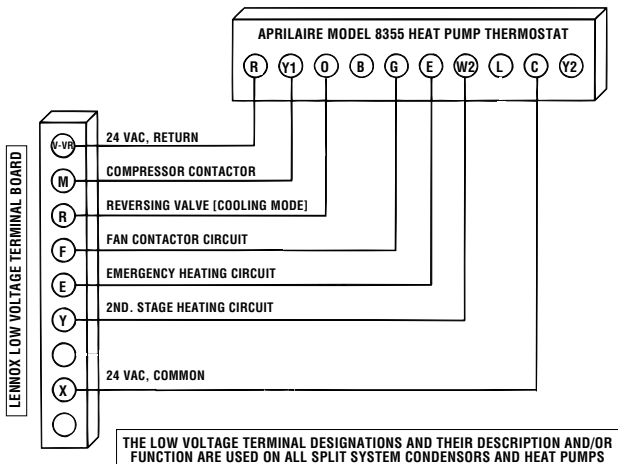 APRILAIRE MODEL 8355 HEAT PUMP THERMOSTAT
R Y1 O B G E W2 L C Y2
LENNOX LOW VOLTAGE TERMINAL BOARD
V-VR 24 VAC, RETURN
M COMPRESSOR CONTACTOR
R REVERSING VALVE [COOLING MODE]
F FAN CONTACTOR CIRCUIT
E EMERGENCY HEATING CIRCUIT
Y 2ND. STAGE HEATING CIRCUIT
X 24 VAC, COMMON
THE LOW VOLTAGE TERMINAL DESIGNATIONS AND THEIR DESCRIPTION AND/OR
FUNCTION ARE USED ON ALL SPLIT SYSTEM CONDENSORS AND HEAT PUMPS